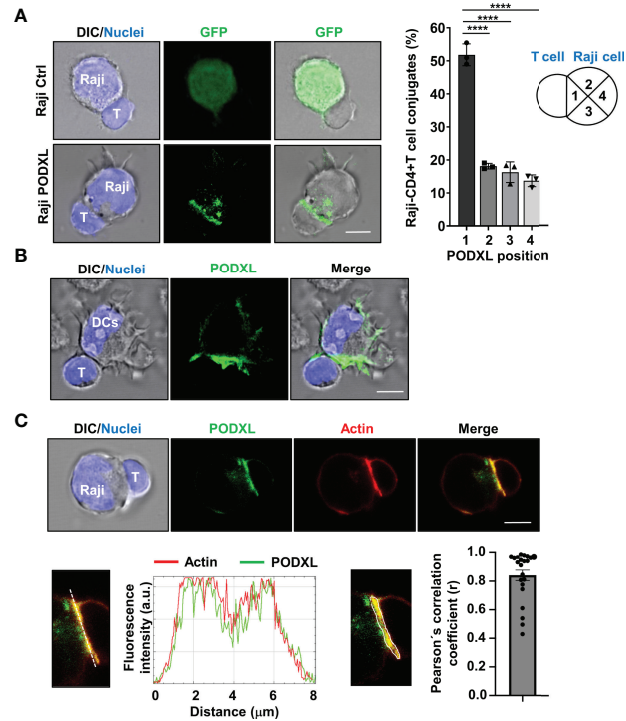 A
DIC/Nuclei GFP GFP
Raji Ctrl
Raji
T
Raji PODXL
Raji
T
Raji-CD4+T cell conjugates (%)
60
50
40
30
20
10
0
****
****
****
1 2 3 4
PODXL position
T cell Raji cell
1 2 3 4
B
DIC/Nuclei PODXL Merge
DCs
T
C
DIC/Nuclei PODXL Actin Merge
Raji
T
Actin PODXL
Fluorescence
intensity (a.u.)
0 2 4 6 8
Distance (μm)
Pearson´s correlation
coefficient (r)
1.0
0.8
0.6
0.4
0.2
0.0